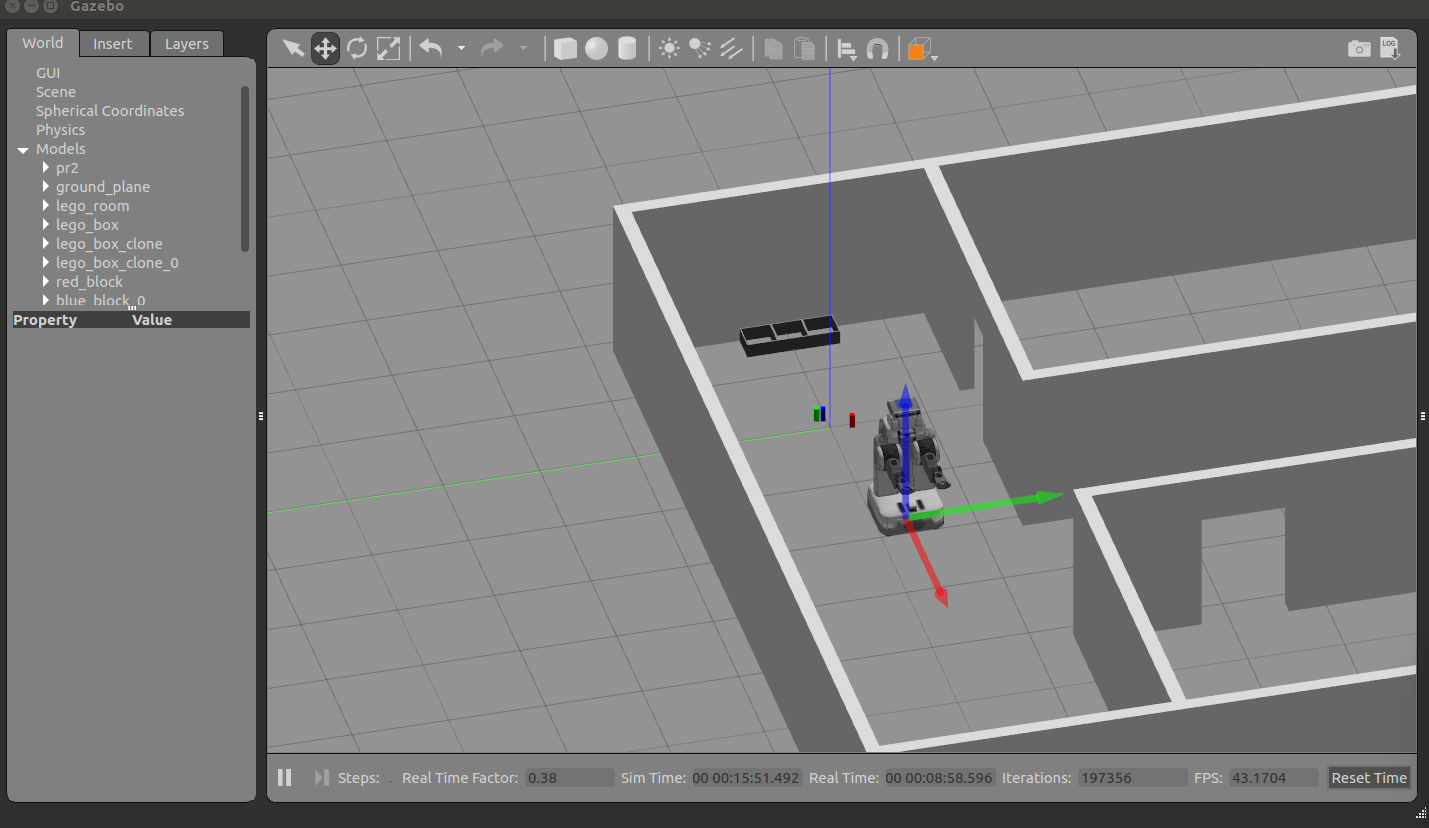 Gazebo
World Insert Layers
LOG
GUI
Scene
Spherical Coordinates
Physics
Models
pr2
ground_plane
lego_room
lego_box
lego_box_clone
lego_box_clone_0
red_block
blue_block_0
Property Value
Steps: Real Time Factor: 0.38 Sim Time: 00 00:15:51.492 Real Time: 00 00:08:58.596 Iterations: 197356 FPS: 43.1704 Reset Time